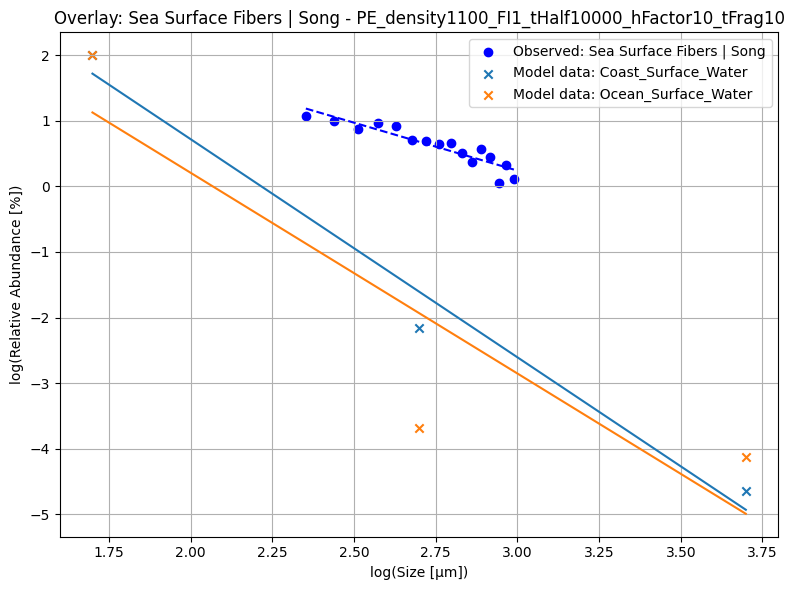 Overlay: Sea Surface Fibers | Song - PE_density1100_FI1_tHalf10000_hFactor10_tFrag10
Observed: Sea Surface Fibers | Song
Model data: Coast_Surface_Water
Model data: Ocean_Surface_Water
log(Relative Abundance [%])
2
1
0
−1
−2
−3
−4
−5
1.75 2.00 2.25 2.50 2.75 3.00 3.25 3.50 3.75
log(Size [μm])